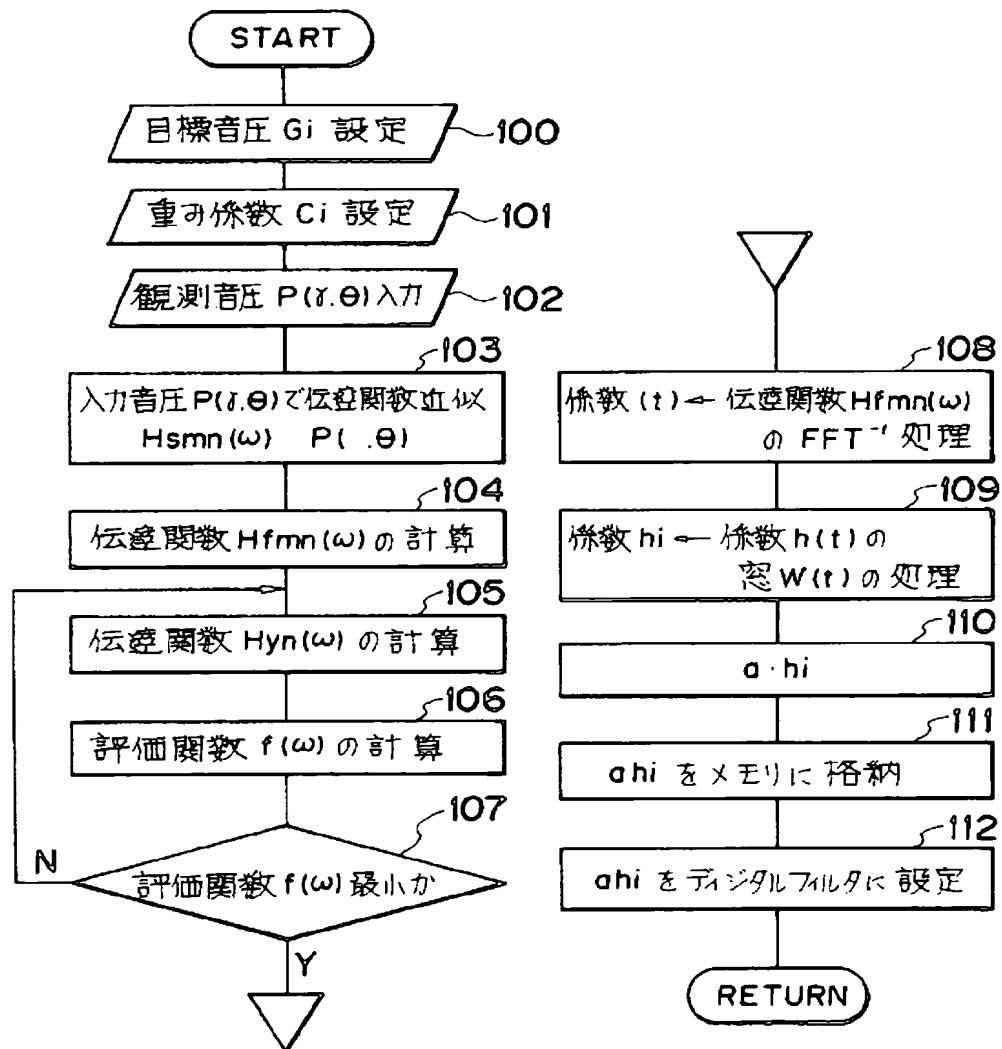 START
目標音圧 Gi 設定
100
重み係数 Ci 設定
101
観測音圧 P(γ.θ)入力
102
103
入力音圧P(γ.θ)で伝達関数近似
Hsmn(ω) P( .θ)
104
伝達関数 Hfmn(ω) の計算
105
伝達関数 Hyn(ω) の計算
106
評価関数 f(ω) の計算
107
N
評価関数 f(ω) 最小か
Y
108
係数 (t) ← 伝達関数Hfmn(ω)
の FFT⁻¹ 処理
109
係数 hi ← 係数 h(t) の
窓 W(t) の処理
110
a・hi
111
ahi をメモリに格納
112
ahi をディジタルフィルタに設定
RETURN